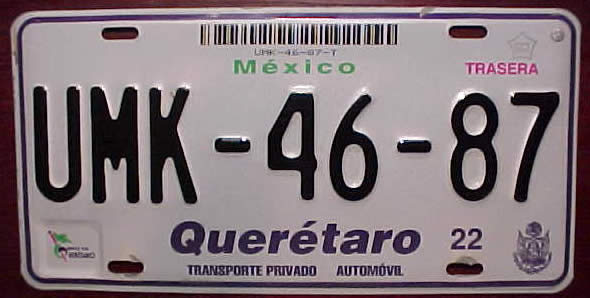 UMK-46-87-T
México
TRASERA
UMK-46-87
Querétaro 22
TRANSPORTE PRIVADO AUTOMÓVIL